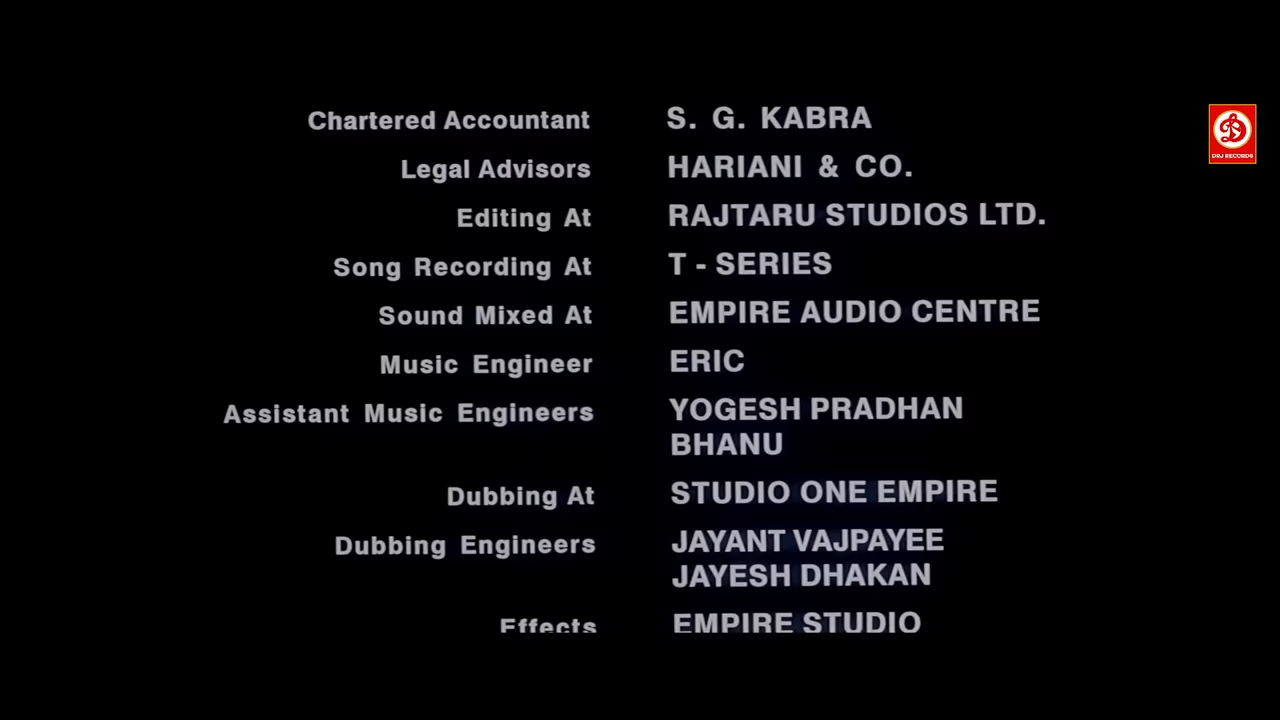 Chartered Accountant S. G. KABRA
Legal Advisors HARIANI & CO.
Editing At RAJTARU STUDIOS LTD.
Song Recording At T - SERIES
Sound Mixed At EMPIRE AUDIO CENTRE
Music Engineer ERIC
Assistant Music Engineers YOGESH PRADHAN
BHANU
Dubbing At STUDIO ONE EMPIRE
Dubbing Engineers JAYANT VAJPAYEE
JAYESH DHAKAN
Effects EMPIRE STUDIO
DRJ RECORDS